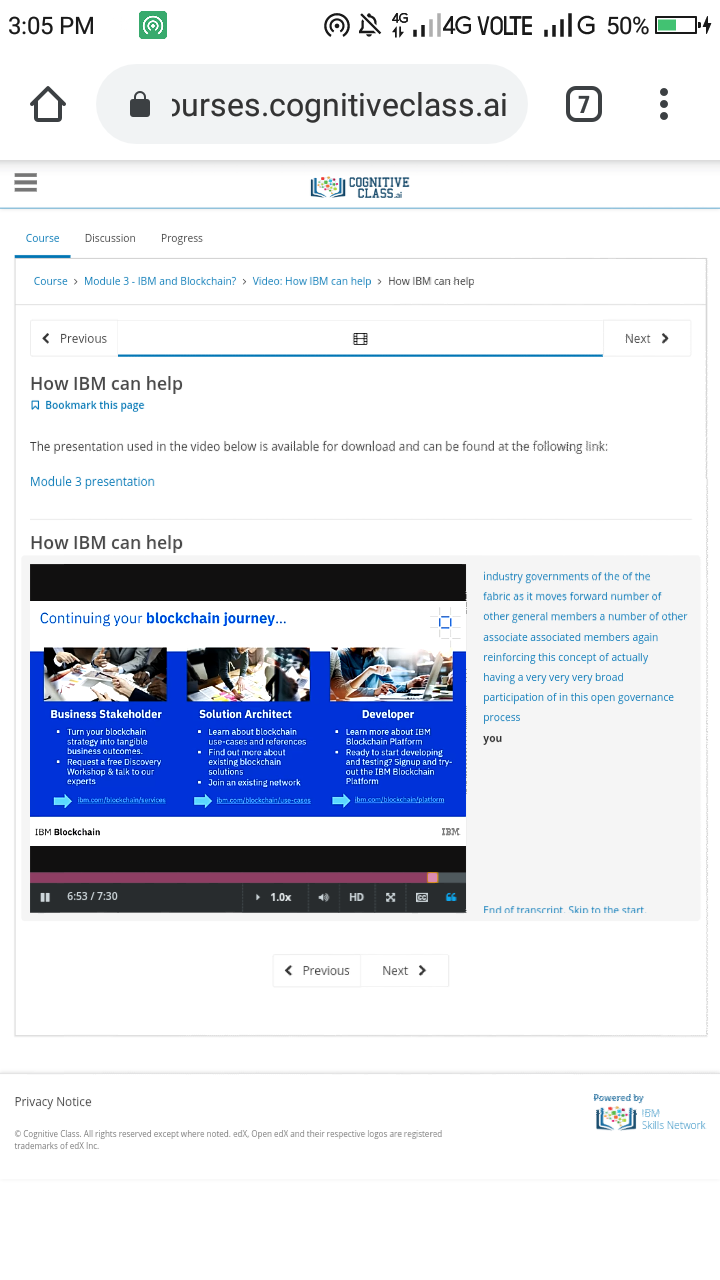 3:05 PM 4G 4G VOLTE G 50%
ourses.cognitiveclass.ai 7
COGNITIVE
CLASS.ai
Course Discussion Progress
Course > Module 3 - IBM and Blockchain? > Video: How IBM can help > How IBM can help
Previous Next
How IBM can help
Bookmark this page
The presentation used in the video below is available for download and can be found at the following link:
Module 3 presentation
How IBM can help
Continuing your blockchain journey...
Business Stakeholder
▪ Turn your blockchain
strategy into tangible
business outcomes.
▪ Request a free Discovery
Workshop & talk to our
experts
ibm.com/blockchain/services
Solution Architect
▪ Learn about blockchain
use-cases and references
▪ Find out more about
existing blockchain
solutions
▪ Join an existing network
ibm.com/blockchain/use-cases
Developer
▪ Learn more about IBM
Blockchain Platform
▪ Ready to start developing
and testing? Signup and try-
out the IBM Blockchain
Platform
ibm.com/blockchain/platform
IBM Blockchain IBM
6:53 / 7:30 1.0x HD CC
industry governments of the of the
fabric as it moves forward number of
other general members a number of other
associate associated members again
reinforcing this concept of actually
having a very very very broad
participation of in this open governance
process
you
End of transcript. Skip to the start.
Previous Next
Privacy Notice
© Cognitive Class. All rights reserved except where noted. edX, Open edX and their respective logos are registered
trademarks of edX Inc.
Powered by
IBM
Skills Network